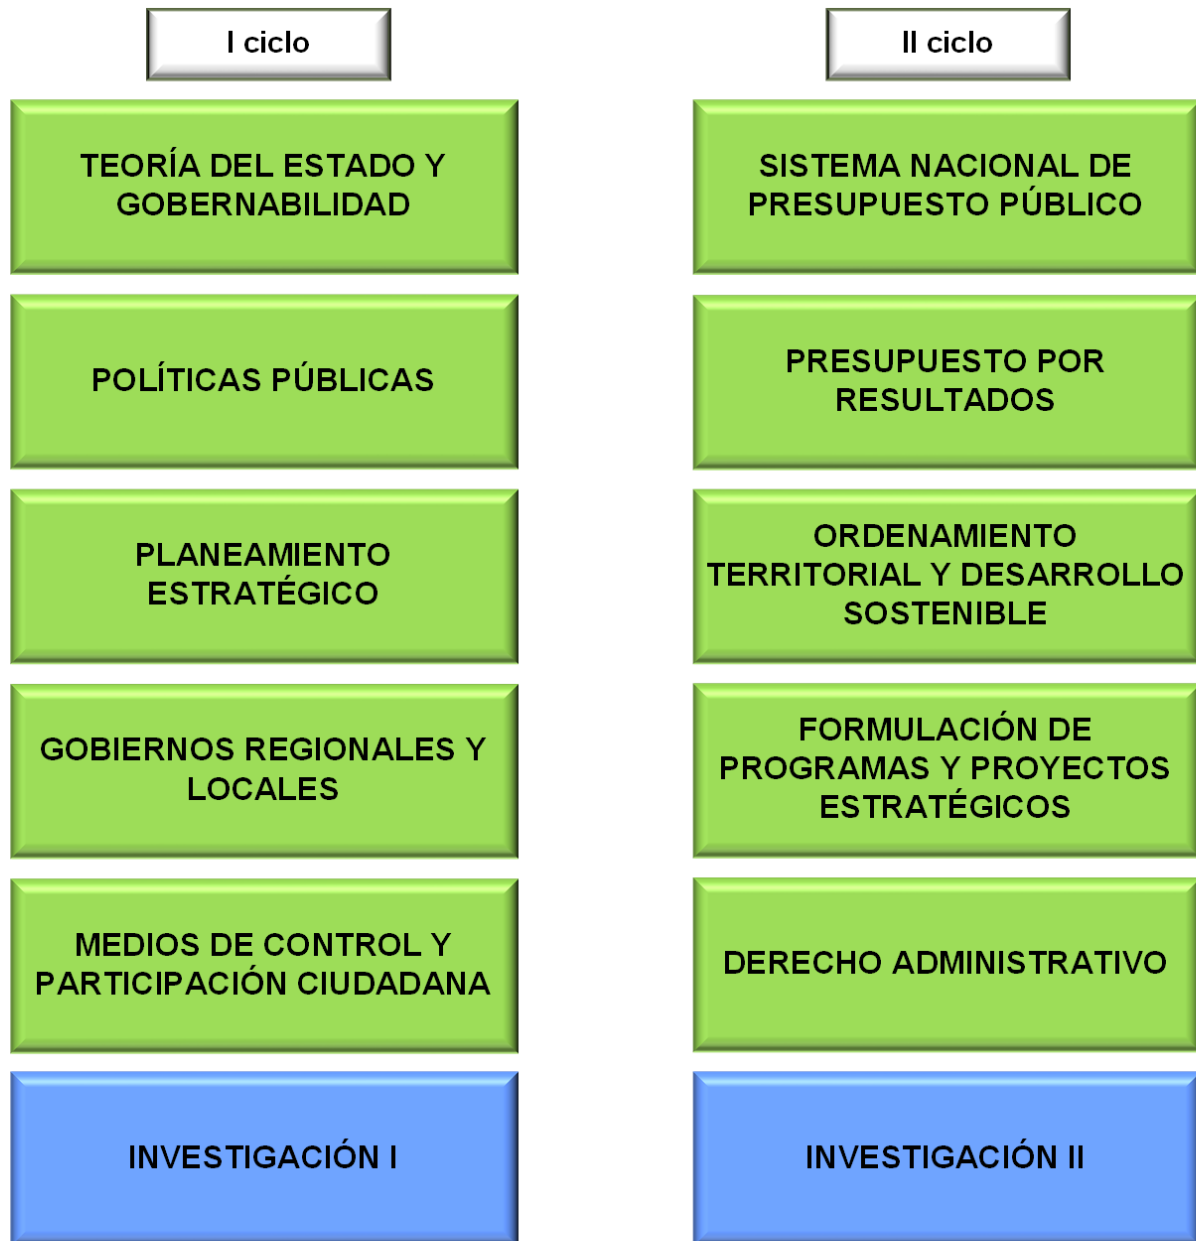 I ciclo
TEORÍA DEL ESTADO Y
GOBERNABILIDAD
POLÍTICAS PÚBLICAS
PLANEAMIENTO
ESTRATÉGICO
GOBIERNOS REGIONALES Y
LOCALES
MEDIOS DE CONTROL Y
PARTICIPACIÓN CIUDADANA
INVESTIGACIÓN I
II ciclo
SISTEMA NACIONAL DE
PRESUPUESTO PÚBLICO
PRESUPUESTO POR
RESULTADOS
ORDENAMIENTO
TERRITORIAL Y DESARROLLO
SOSTENIBLE
FORMULACIÓN DE
PROGRAMAS Y PROYECTOS
ESTRATÉGICOS
DERECHO ADMINISTRATIVO
INVESTIGACIÓN II